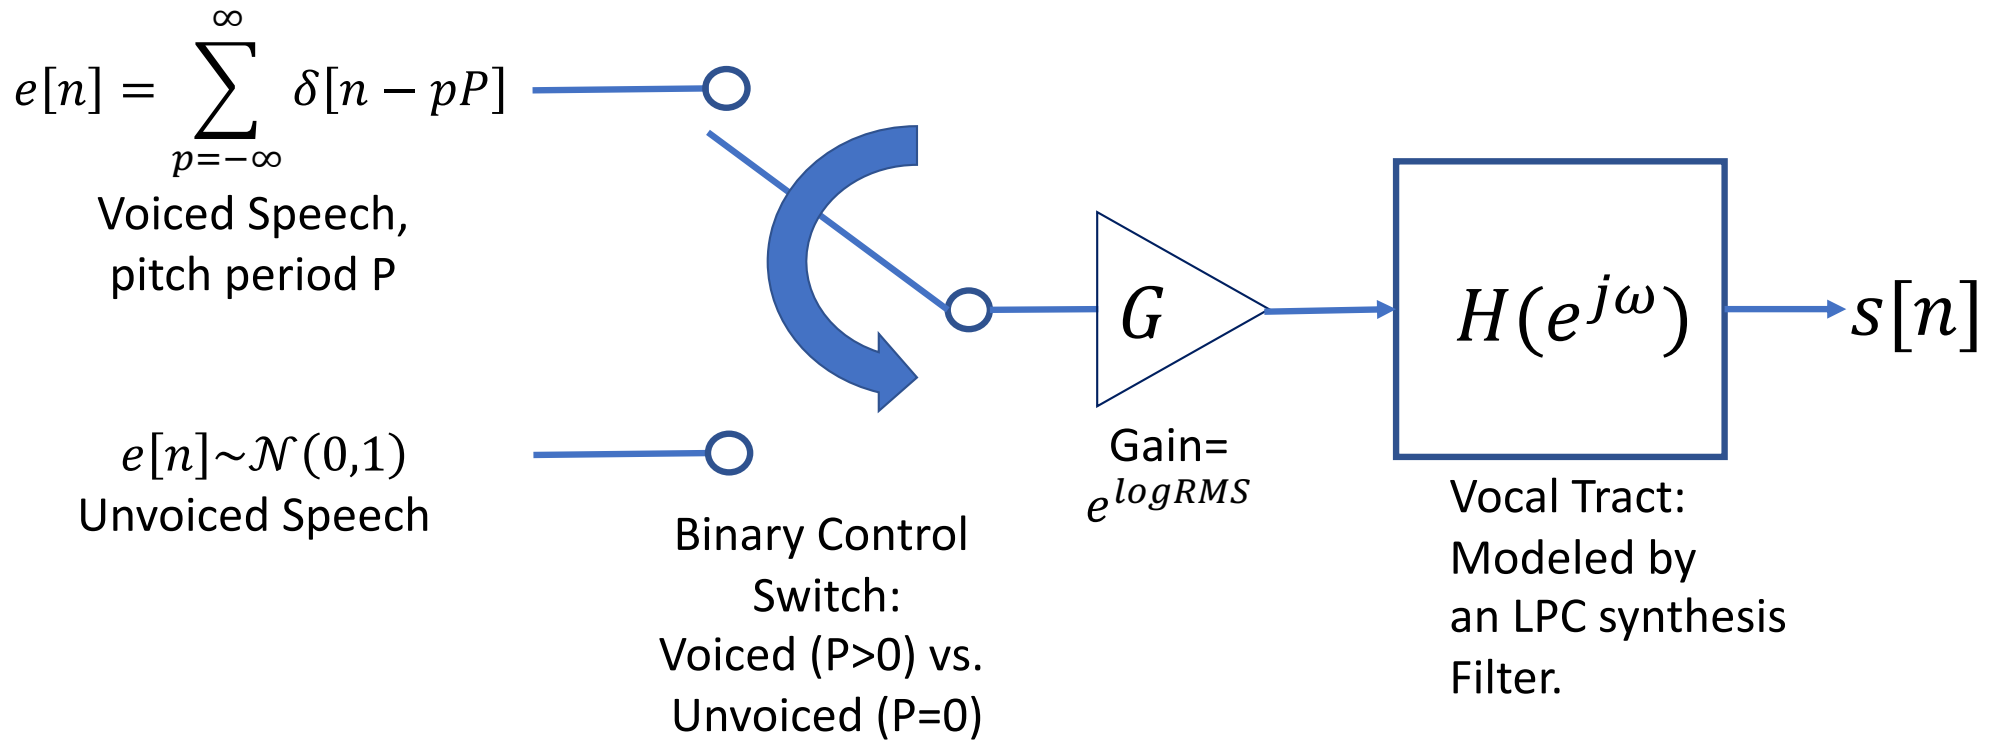 e[n] = ∑_{p=−∞}^{∞} δ[n − pP]
Voiced Speech,
pitch period P
e[n]~𝒩(0,1)
Unvoiced Speech
Binary Control
Switch:
Voiced (P>0) vs.
Unvoiced (P=0)
G
Gain=
e^{logRMS}
H(e^{jω})
Vocal Tract:
Modeled by
an LPC synthesis
Filter.
s[n]